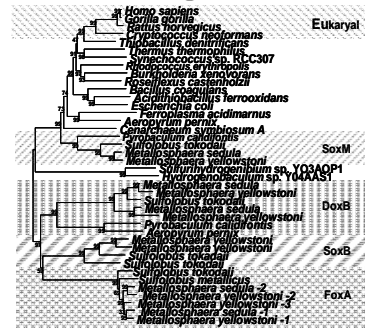 Homo sapiens
Gorilla gorilla
Rattus norvegicus
Cryptococcus neoformans
Eukaryal
Thiobacillus denitrificans
Thermus thermophilus
Synechococcus sp. RCC307
Rhodococcus erythropolis
Burkholderia xenovorans
Roseiflexus castenholzii
Bacillus coagulans
Acidithiobacillus ferrooxidans
Escherichia coli
Ferroplasma acidimarnus
Aeropyrum pernix
Cenarchaeum symbiosum A
Pyrobaculum calidifontis
Sulfolobus tokodaii
SoxM
Metallosphaera sedula
Metallosphaera yellowstoni
Sulfurihydrogenibium sp. YO3AOP1
Hydrogenobaculum sp. Y04AAS1
Metallosphaera sedula
Metallosphaera yellowstoni
Sulfolobus tokodaii
DoxB
Metallosphaera sedula
Metallosphaera yellowstoni
Pyrobaculum calidifontis
Aeropyrum pernix
Metallosphaera yellowstoni
Metallosphaera yellowstoni
SoxB
Sulfolobus tokadaii
Sulfolobus tokodaii
Sulfolobus tokodaii
Sulfolobus metallicus
Metallosphaera sedula -2
Metallosphaera yellowstoni -2
FoxA
Metallosphaera yellowstoni -3
Metallosphaera sedula -1
Metallosphaera yellowstoni -1